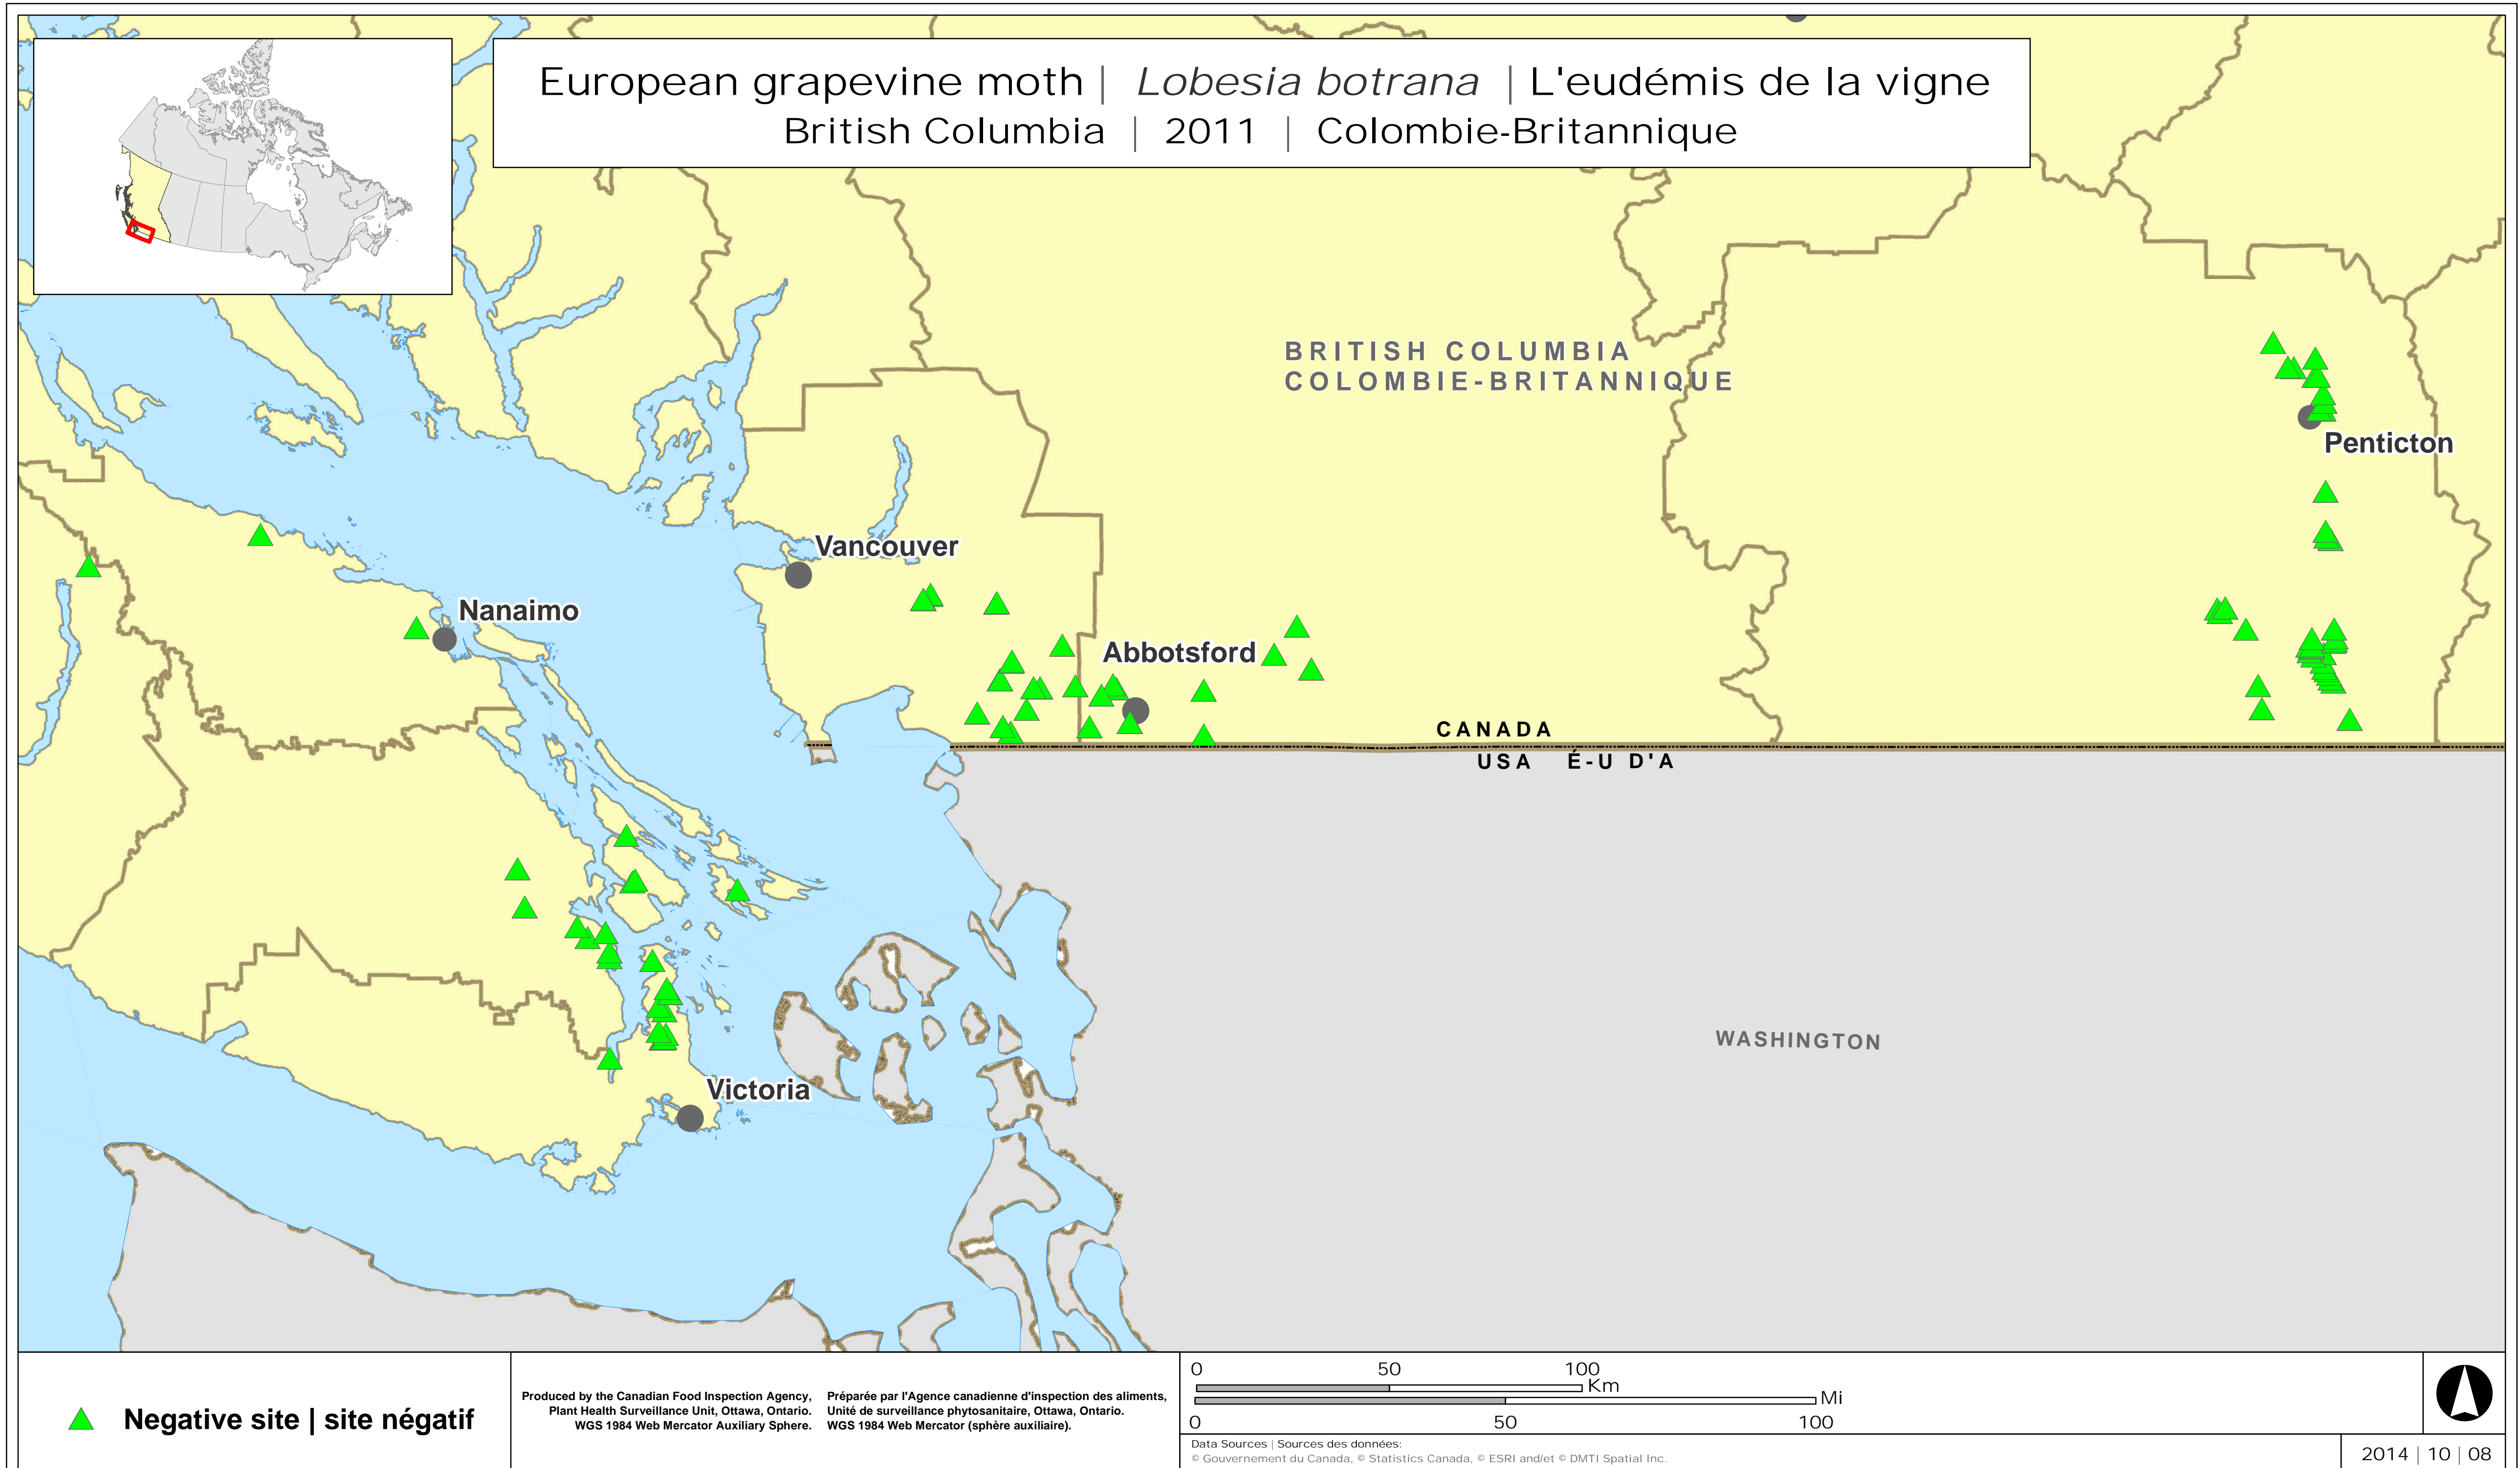 European grapevine moth | Lobesia botrana | L'eudémis de la vigne
British Columbia | 2011 | Colombie-Britannique
BRITISH COLUMBIA
COLOMBIE-BRITANNIQUE
Penticton
Vancouver
Nanaimo
Abbotsford
CANADA
USA É-U D'A
WASHINGTON
Victoria
Negative site | site négatif
Produced by the Canadian Food Inspection Agency,
Plant Health Surveillance Unit, Ottawa, Ontario.
WGS 1984 Web Mercator Auxiliary Sphere.
Préparée par l'Agence canadienne d'inspection des aliments,
Unité de surveillance phytosanitaire, Ottawa, Ontario.
WGS 1984 Web Mercator (sphère auxiliaire).
0 50 100
Km
Mi
0 50 100
Data Sources | Sources des données:
© Gouvernement du Canada, © Statistics Canada, © ESRI and/et © DMTI Spatial Inc.
2014 | 10 | 08